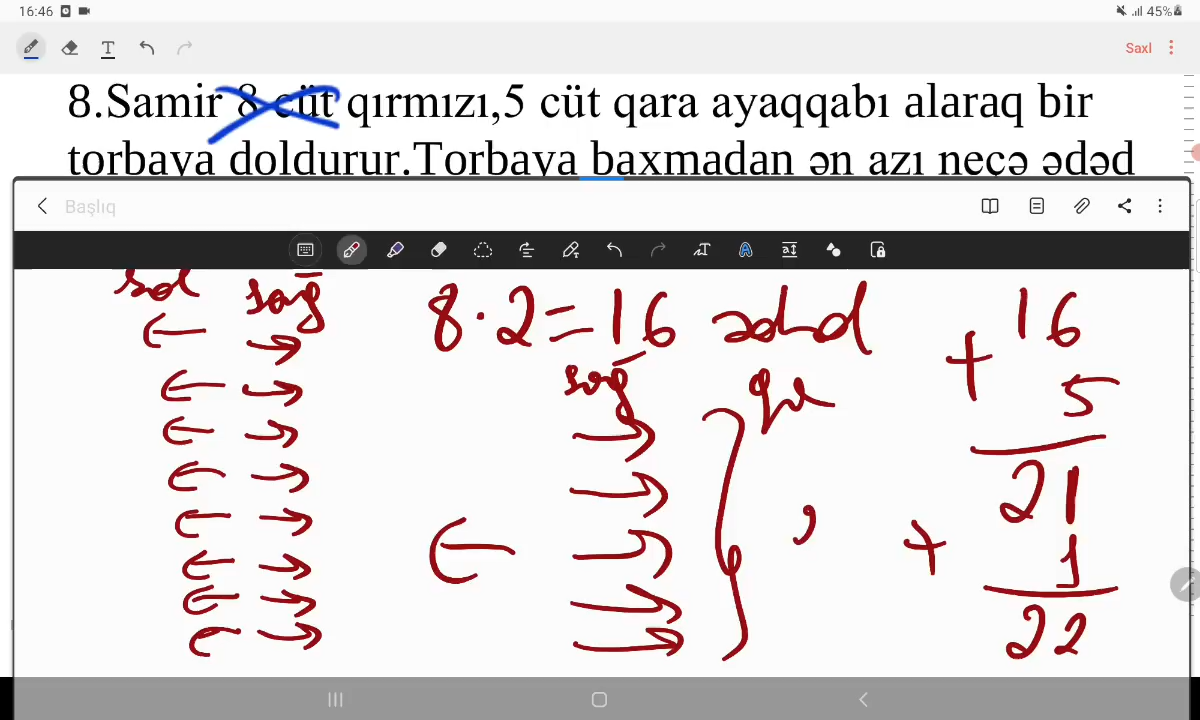 16:46 45%
Saxl
8.Samir 8 cüt qırmızı,5 cüt qara ayaqqabı alaraq bir
torbaya doldurur.Torbaya baxmadan ən azı neçə ədəd
Başlıq
sol sağ 8·2=16 ədəd 16
+ 5
sağ
21
+ 1
22